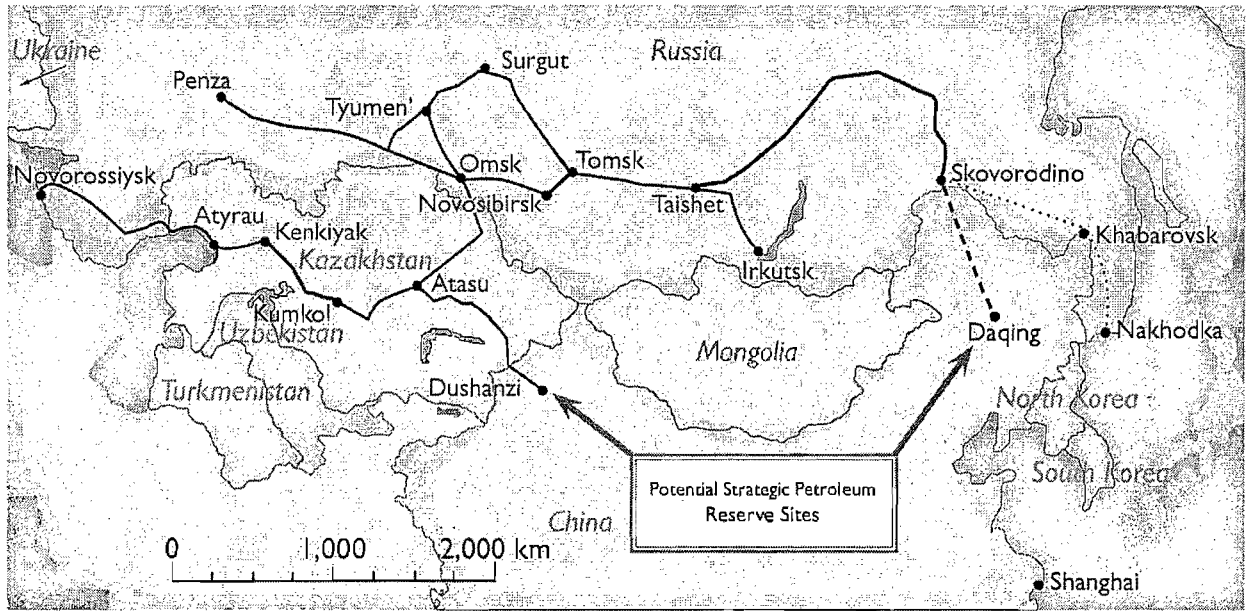 Ukraine
Russia
Surgut
Penza
Tyumen'
Omsk
Tomsk
Novorossiysk
Novosibirsk
Taishet
Skovorodino
Atyrau
Kenkiyak
Kazakhstan
Irkutsk
Khabarovsk
Atasu
Kumkol
Uzbekistan
Daqing
Nakhodka
Mongolia
Turkmenistan
Dushanzi
North Korea
South Korea
Potential Strategic Petroleum
Reserve Sites
China
0 1,000 2,000 km
Shanghai